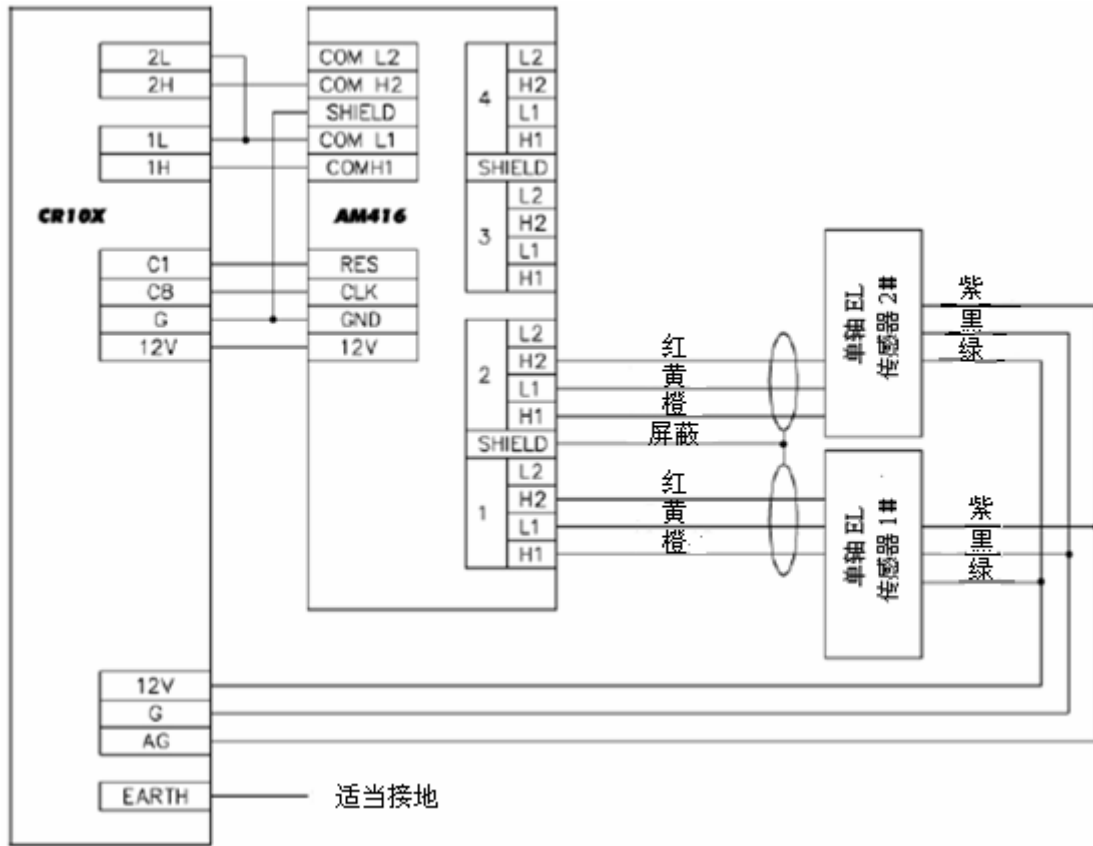 2L
2H
1L
1H
CR10X
C1
C8
G
12V
12V
G
AG
EARTH
适当接地
COM L2
COM H2
SHIELD
COM L1
COMH1
AM416
RES
CLK
GND
12V
4
L2
H2
L1
H1
SHIELD
3
L2
H2
L1
H1
2
L2
H2
L1
H1
SHIELD
1
L2
H2
L1
H1
红
黄
橙
屏蔽
红
黄
橙
单轴 EL
传感器 2#
紫
黑
绿
单轴 EL
传感器 1#
紫
黑
绿